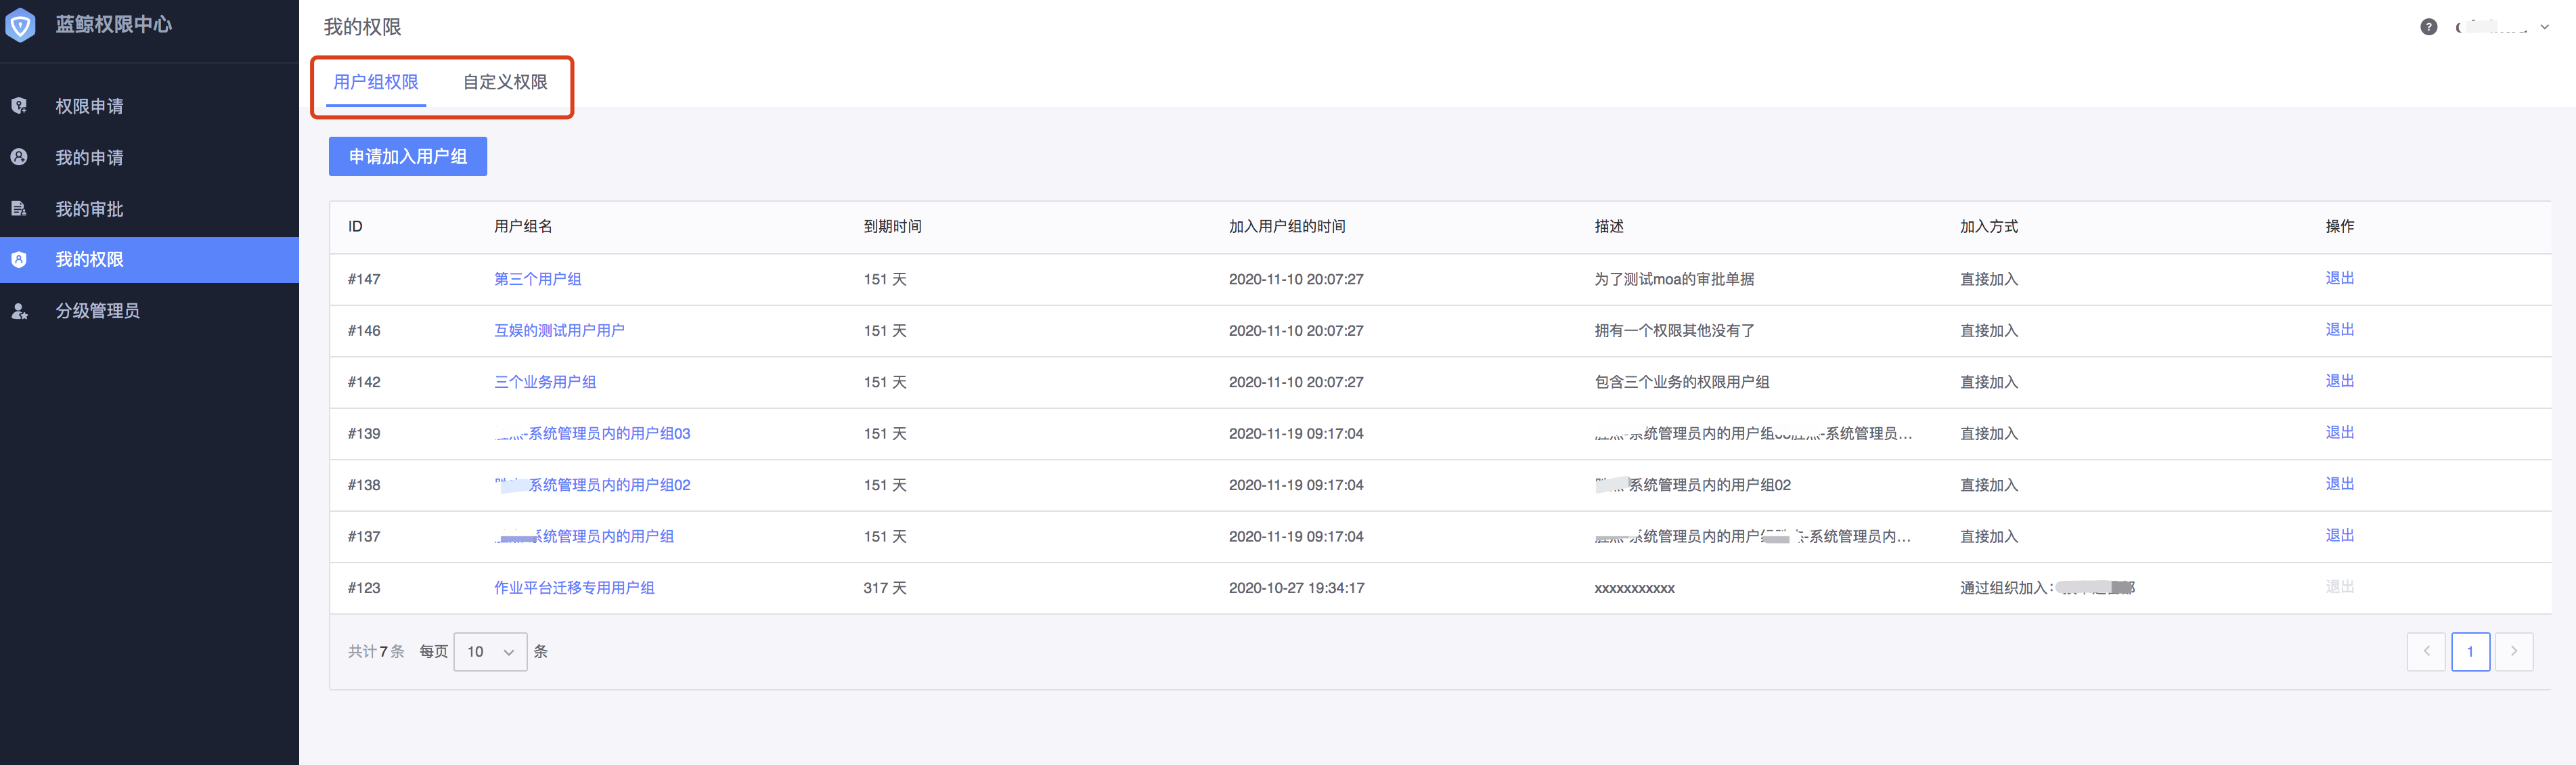 蓝鲸权限中心
权限申请
我的申请
我的审批
我的权限
分级管理员
我的权限
用户组权限 自定义权限
申请加入用户组
ID 用户组名 到期时间 加入用户组的时间 描述 加入方式 操作
#147 第三个用户组 151 天 2020-11-10 20:07:27 为了测试moa的审批单据 直接加入 退出
#146 互娱的测试用户用户 151 天 2020-11-10 20:07:27 拥有一个权限其他没有了 直接加入 退出
#142 三个业务用户组 151 天 2020-11-10 20:07:27 包含三个业务的权限用户组 直接加入 退出
#139 -系统管理员内的用户组03 151 天 2020-11-19 09:17:04 系统管理员内的用户组 -系统管理员... 直接加入 退出
#138 系统管理员内的用户组02 151 天 2020-11-19 09:17:04 系统管理员内的用户组02 直接加入 退出
#137 系统管理员内的用户组 151 天 2020-11-19 09:17:04 系统管理员内的用户 -系统管理员内... 直接加入 退出
#123 作业平台迁移专用用户组 317 天 2020-10-27 19:34:17 xxxxxxxxxxx 通过组织加入: 退出
共计7条 每页 10 条 1